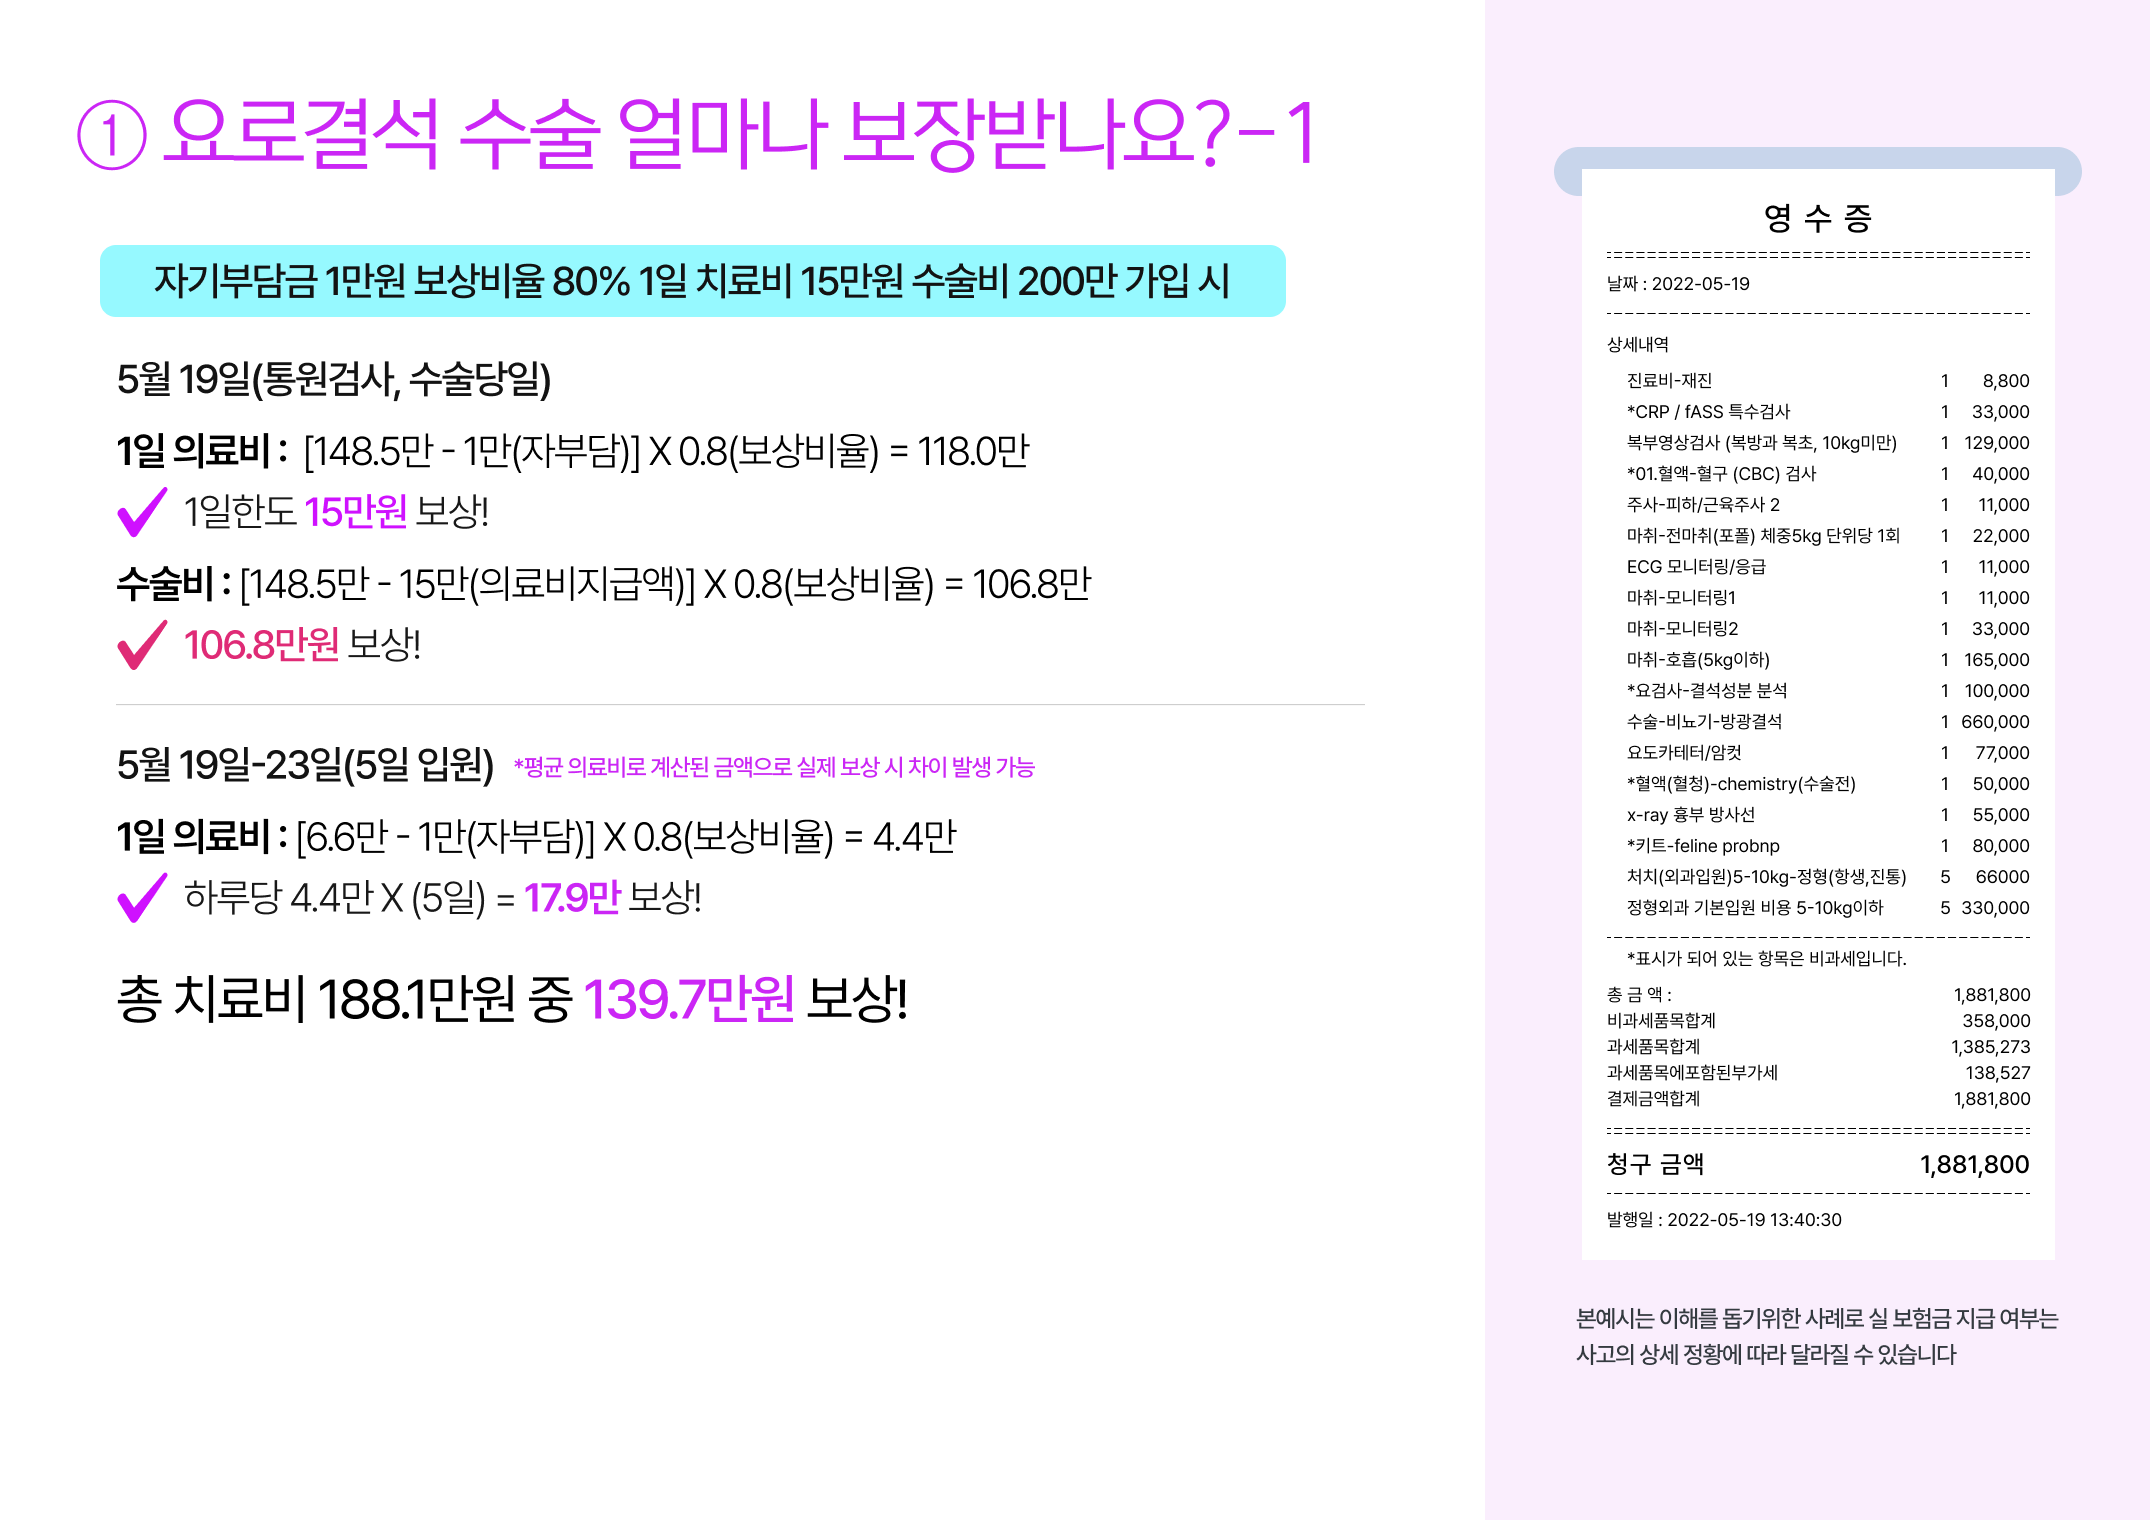 ① 요로결석 수술 얼마나 보장받나요?-1
자기부담금 1만원 보상비율 80% 1일 치료비 15만원 수술비 200만 가입 시
5월 19일(통원검사, 수술당일)
1일 의료비 : [148.5만 - 1만(자부담)] X 0.8(보상비율) = 118.0만
1일한도 15만원 보상!
수술비 : [148.5만 - 15만(의료비지급액)] X 0.8(보상비율) = 106.8만
106.8만원 보상!
5월 19일-23일(5일 입원) *평균 의료비로 계산된 금액으로 실제 보상 시 차이 발생 가능
1일 의료비 : [6.6만 - 1만(자부담)] X 0.8(보상비율) = 4.4만
하루당 4.4만 X (5일) = 17.9만 보상!
총 치료비 188.1만원 중 139.7만원 보상!
영 수 증
날짜 : 2022-05-19
상세내역
진료비-재진 1 8,800
*CRP / fASS 특수검사 1 33,000
복부영상검사 (복방과 복초, 10kg미만) 1 129,000
*01.혈액-혈구 (CBC) 검사 1 40,000
주사-피하/근육주사 2 1 11,000
마취-전마취(포폴) 체중5kg 단위당 1회 1 22,000
ECG 모니터링/응급 1 11,000
마취-모니터링1 1 11,000
마취-모니터링2 1 33,000
마취-호흡(5kg이하) 1 165,000
*요검사-결석성분 분석 1 100,000
수술-비뇨기-방광결석 1 660,000
요도카테터/암컷 1 77,000
*혈액(혈청)-chemistry(수술전) 1 50,000
x-ray 흉부 방사선 1 55,000
*키트-feline probnp 1 80,000
처치(외과입원)5-10kg-정형(항생,진통) 5 66000
정형외과 기본입원 비용 5-10kg이하 5 330,000
*표시가 되어 있는 항목은 비과세입니다.
총 금 액 : 1,881,800
비과세품목합계 358,000
과세품목합계 1,385,273
과세품목에포함된부가세 138,527
결제금액합계 1,881,800
청구 금액 1,881,800
발행일 : 2022-05-19 13:40:30
본예시는 이해를 돕기위한 사례로 실 보험금 지급 여부는
사고의 상세 정황에 따라 달라질 수 있습니다